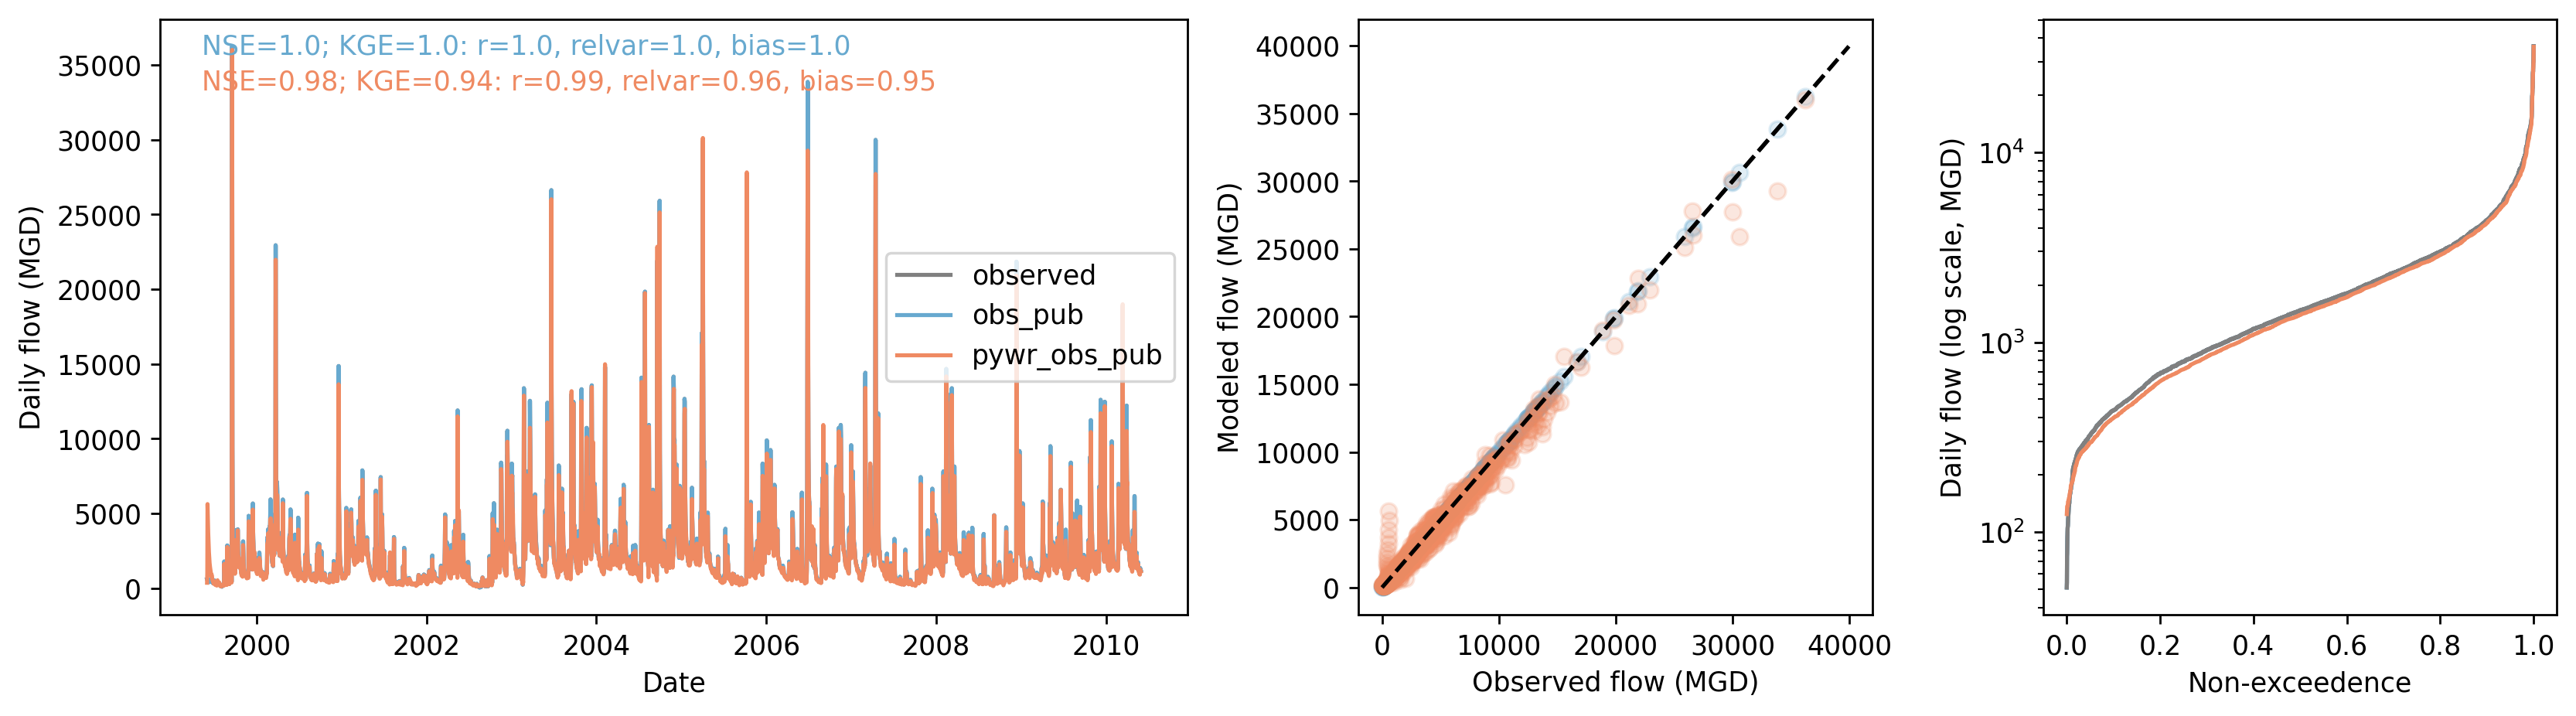 NSE=1.0; KGE=1.0: r=1.0, relvar=1.0, bias=1.0
NSE=0.98; KGE=0.94: r=0.99, relvar=0.96, bias=0.95
Daily flow (MGD)
35000
30000
25000
20000
15000
10000
5000
0
observed
obs_pub
pywr_obs_pub
2000 2002 2004 2006 2008 2010
Date
Modeled flow (MGD)
40000
35000
30000
25000
20000
15000
10000
5000
0
0 10000 20000 30000 40000
Observed flow (MGD)
Daily flow (log scale, MGD)
10⁴
10³
10²
0.0 0.2 0.4 0.6 0.8 1.0
Non-exceedence